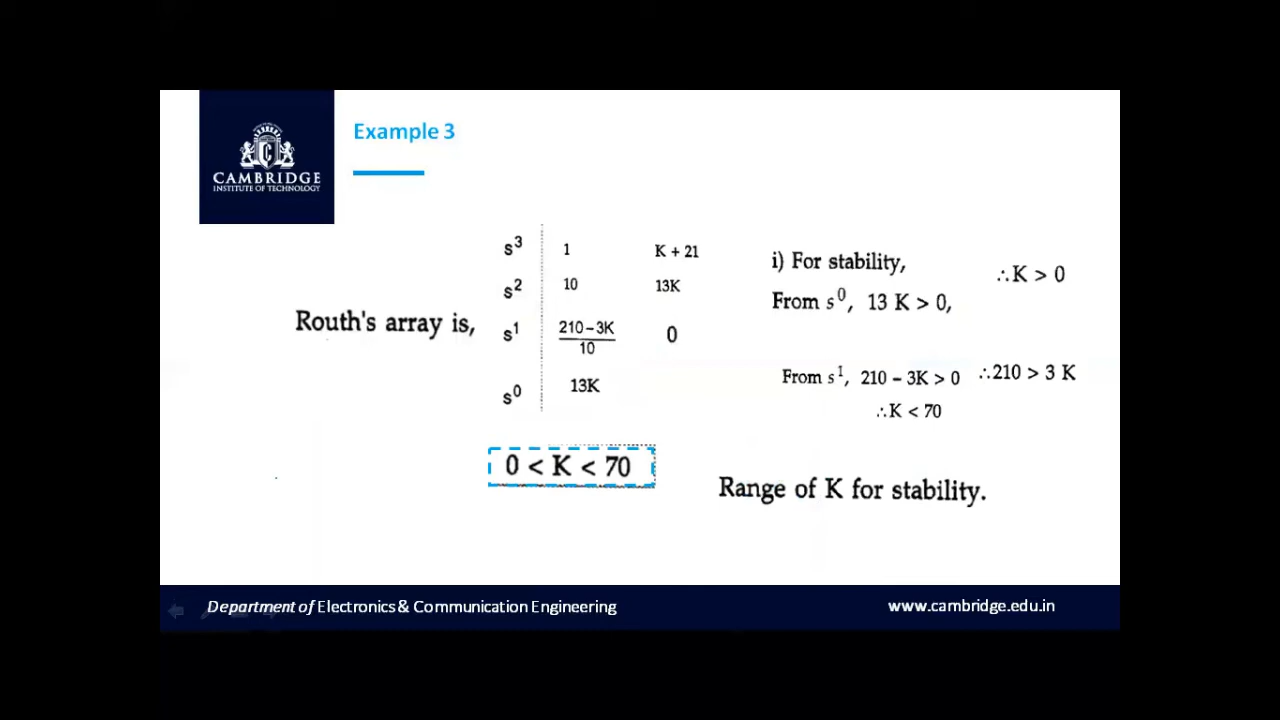 CAMBRIDGE
INSTITUTE OF TECHNOLOGY
Example 3
Routh's array is,
s³ 1 K + 21
s² 10 13K
s¹ 210 – 3K / 10 0
s⁰ 13K
i) For stability,
From s⁰, 13 K > 0, ∴K > 0
From s¹, 210 – 3K > 0 ∴210 > 3 K
∴K < 70
0 < K < 70
Range of K for stability.
Department of Electronics & Communication Engineering
www.cambridge.edu.in